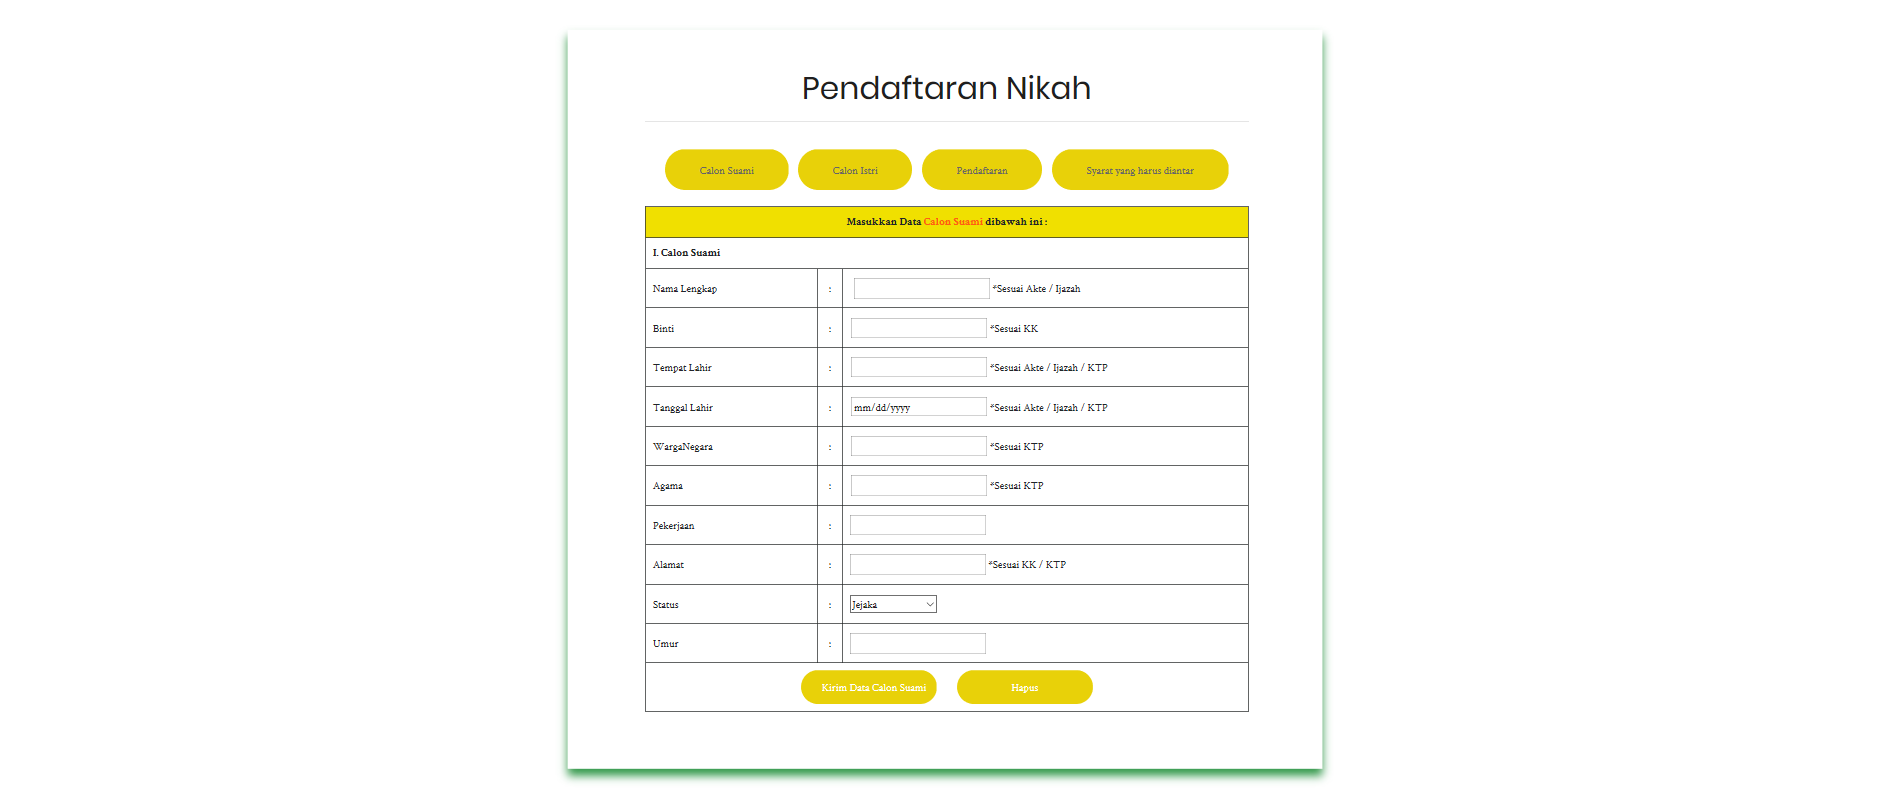 Pendaftaran Nikah
Calon Suami Calon Istri Pendaftaran Syarat yang harus diantar
Masukkan Data Calon Suami dibawah ini :
I. Calon Suami
Nama Lengkap : *Sesuai Akte / Ijazah
Binti : *Sesuai KK
Tempat Lahir : *Sesuai Akte / Ijazah / KTP
Tanggal Lahir : mm/dd/yyyy *Sesuai Akte / Ijazah / KTP
WargaNegara : *Sesuai KTP
Agama : *Sesuai KTP
Pekerjaan :
Alamat : *Sesuai KK / KTP
Status : Jejaka
Umur :
Kirim Data Calon Suami Hapus